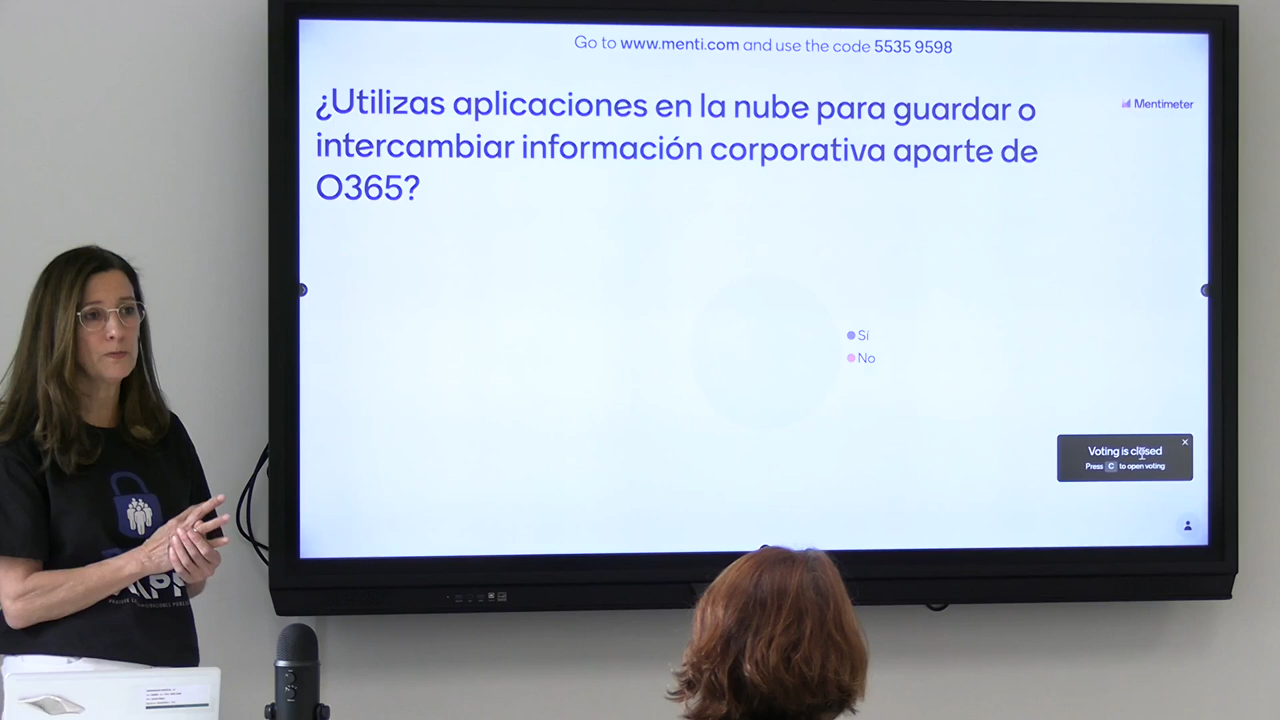 Go to www.menti.com and use the code 5535 9598
¿Utilizas aplicaciones en la nube para guardar o
intercambiar información corporativa aparte de
O365?
Mentimeter
Sí
No
Voting is closed
Press C to open voting